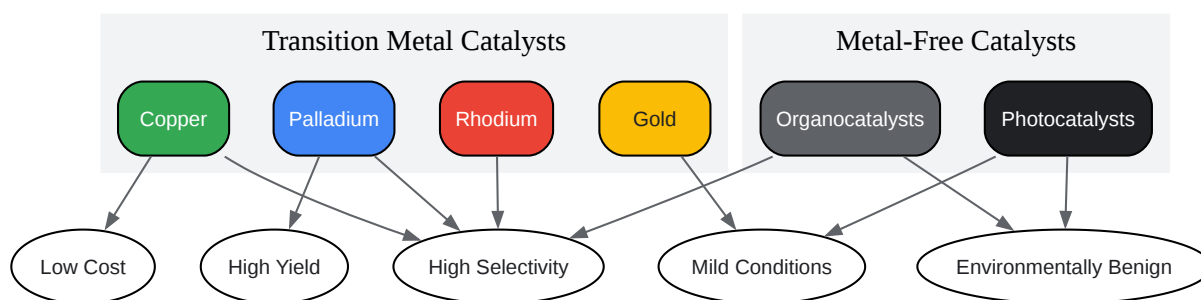 Transition Metal Catalysts
Metal-Free Catalysts
Copper
Palladium
Rhodium
Gold
Organocatalysts
Photocatalysts
Low Cost
High Yield
High Selectivity
Mild Conditions
Environmentally Benign